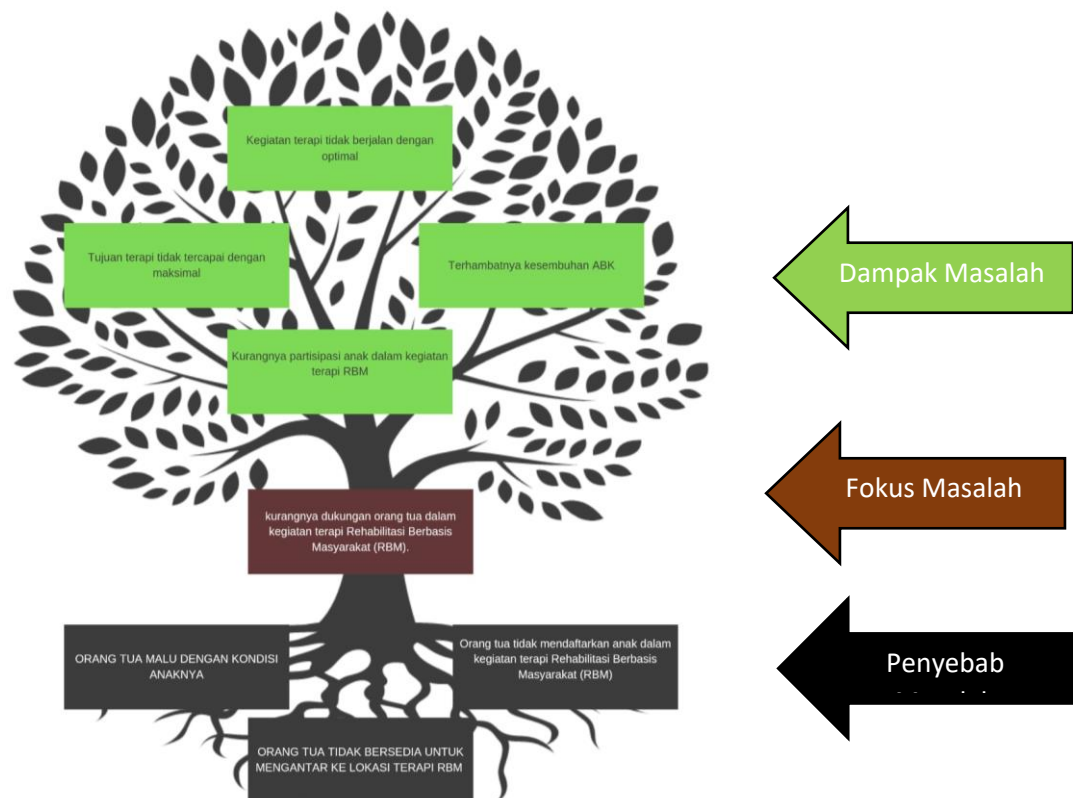 Kegiatan terapi tidak berjalan dengan
optimal
Tujuan terapi tidak tercapai dengan
maksimal
Terhambatnya kesembuhan ABK
Kurangnya partisipasi anak dalam kegiatan
terapi RBM
Dampak Masalah
kurangnya dukungan orang tua dalam
kegiatan terapi Rehabilitasi Berbasis
Masyarakat (RBM).
Fokus Masalah
ORANG TUA MALU DENGAN KONDISI
ANAKNYA
Orang tua tidak mendaftarkan anak dalam
kegiatan terapi Rehabilitasi Berbasis
Masyarakat (RBM)
ORANG TUA TIDAK BERSEDIA UNTUK
MENGANTAR KE LOKASI TERAPI RBM
Penyebab